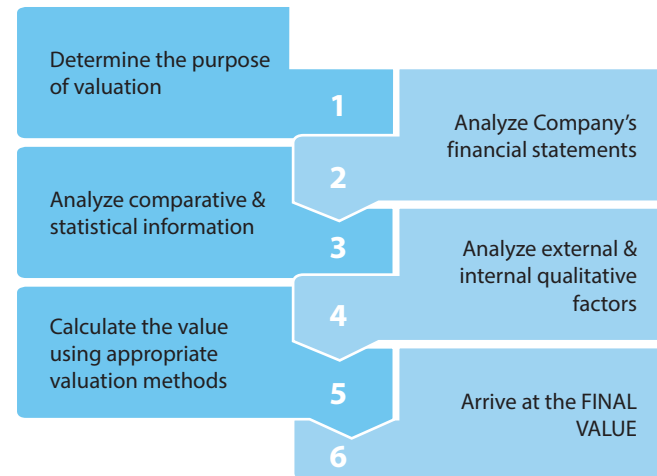 Determine the purpose
of valuation
1
Analyze Company’s
financial statements
2
Analyze comparative &
statistical information
3
Analyze external &
internal qualitative
factors
4
Calculate the value
using appropriate
valuation methods
5
Arrive at the FINAL
VALUE
6